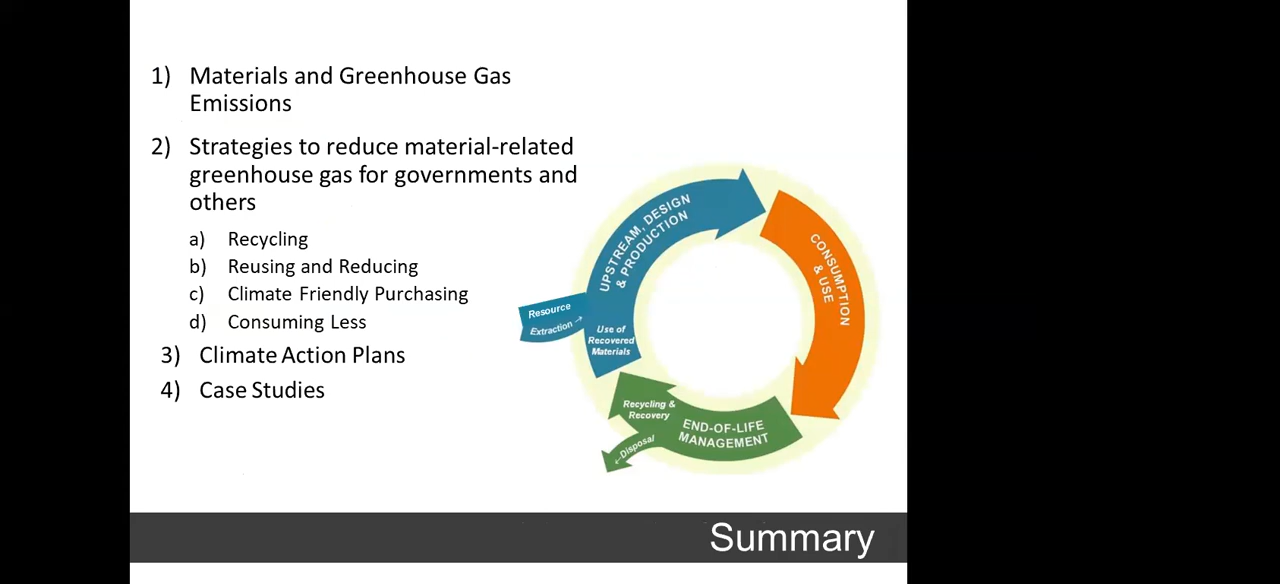 1) Materials and Greenhouse Gas
Emissions
2) Strategies to reduce material-related
greenhouse gas for governments and
others
a) Recycling
b) Reusing and Reducing
c) Climate Friendly Purchasing
d) Consuming Less
3) Climate Action Plans
4) Case Studies
UPSTREAM, DESIGN
& PRODUCTION
CONSUMPTION
& USE
Resource
Extraction →
Use of
Recovered
Materials
Recycling &
Recovery
END-OF-LIFE
MANAGEMENT
←Disposal
Summary